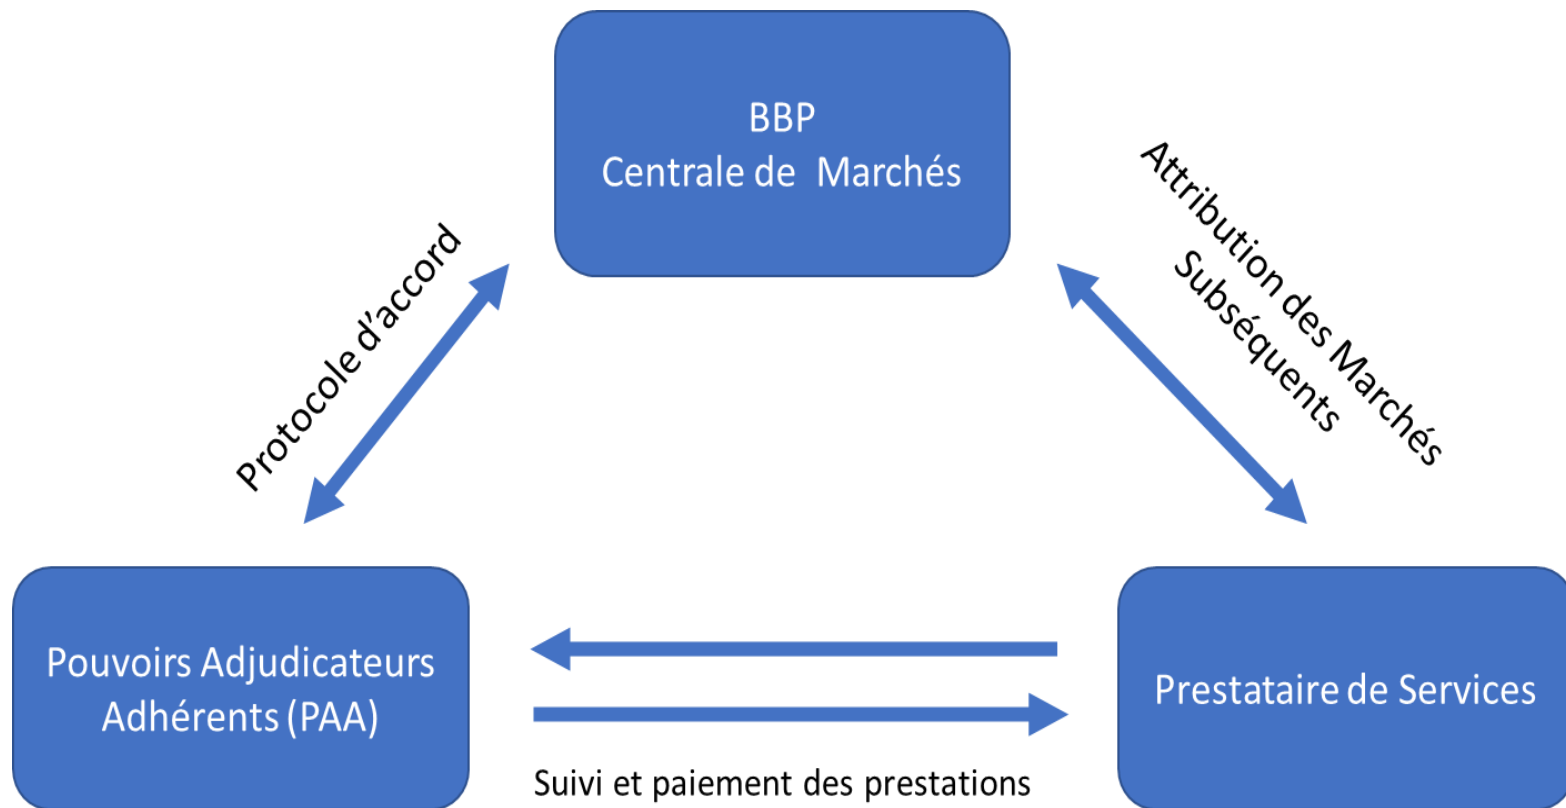 BBP
Centrale de Marchés
Protocole d'accord
Attribution des Marchés
Subséquents
Pouvoirs Adjudicateurs
Adhérents (PAA)
Prestataire de Services
Suivi et paiement des prestations